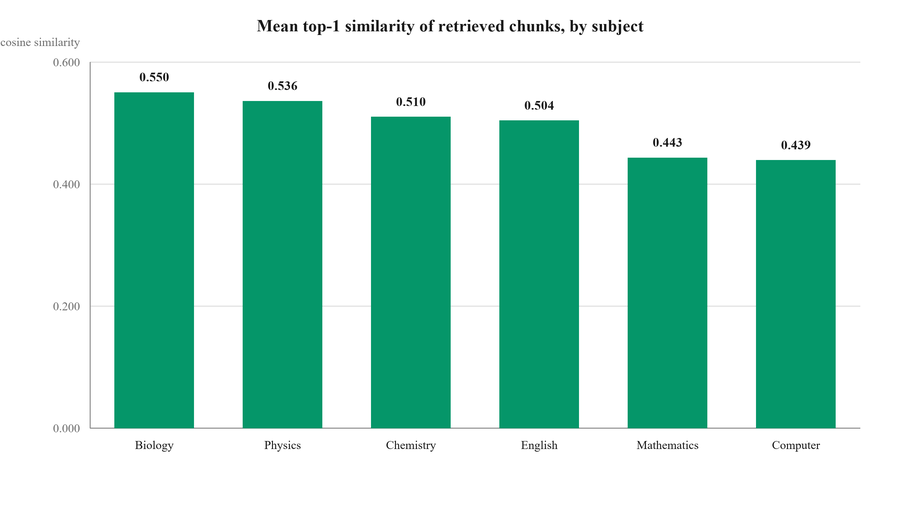 Mean top-1 similarity of retrieved chunks, by subject
cosine similarity
0.600
0.400
0.200
0.000
0.550
0.536
0.510
0.504
0.443
0.439
Biology
Physics
Chemistry
English
Mathematics
Computer